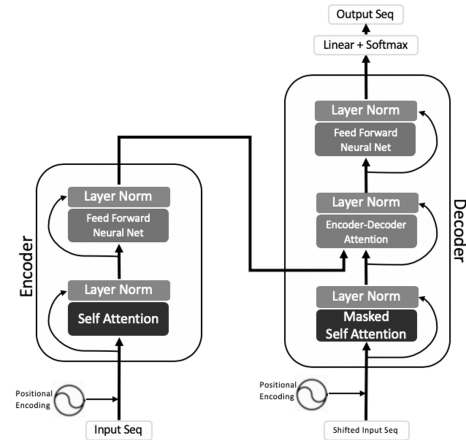 Output Seq
Linear + Softmax
Layer Norm
Feed Forward
Neural Net
Layer Norm
Encoder-Decoder
Attention
Layer Norm
Masked
Self Attention
Decoder
Positional
Encoding
Shifted Input Seq
Encoder
Layer Norm
Feed Forward
Neural Net
Layer Norm
Self Attention
Positional
Encoding
Input Seq